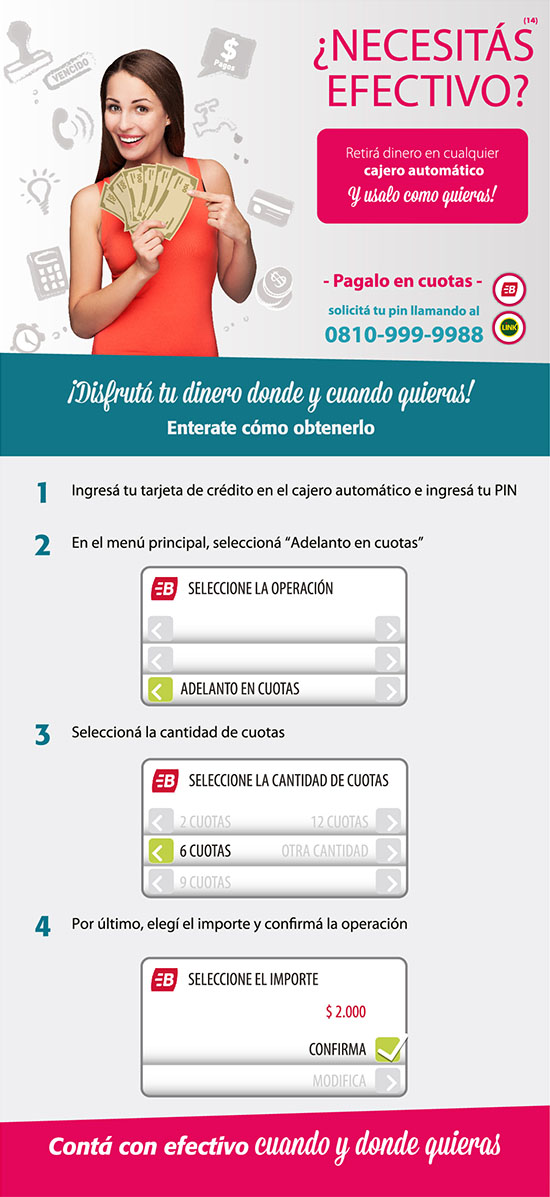 (14)
¿NECESITÁS
EFECTIVO?
VENCIDO
$
Pagos
Retirá dinero en cualquier
cajero automático
Y usalo como quieras!
- Pagalo en cuotas -
B
solicitá tu pin llamando al
0810-999-9988
LINK
¡Disfrutá tu dinero donde y cuando quieras!
Enterate cómo obtenerlo
1 Ingresá tu tarjeta de crédito en el cajero automático e ingresá tu PIN
2 En el menú principal, seleccioná “Adelanto en cuotas”
B SELECCIONE LA OPERACIÓN
ADELANTO EN CUOTAS
3 Seleccioná la cantidad de cuotas
B SELECCIONE LA CANTIDAD DE CUOTAS
2 CUOTAS 12 CUOTAS
6 CUOTAS OTRA CANTIDAD
9 CUOTAS
4 Por último, elegí el importe y confirmá la operación
B SELECCIONE EL IMPORTE
$ 2.000
CONFIRMA
MODIFICA
Contá con efectivo cuando y donde quieras